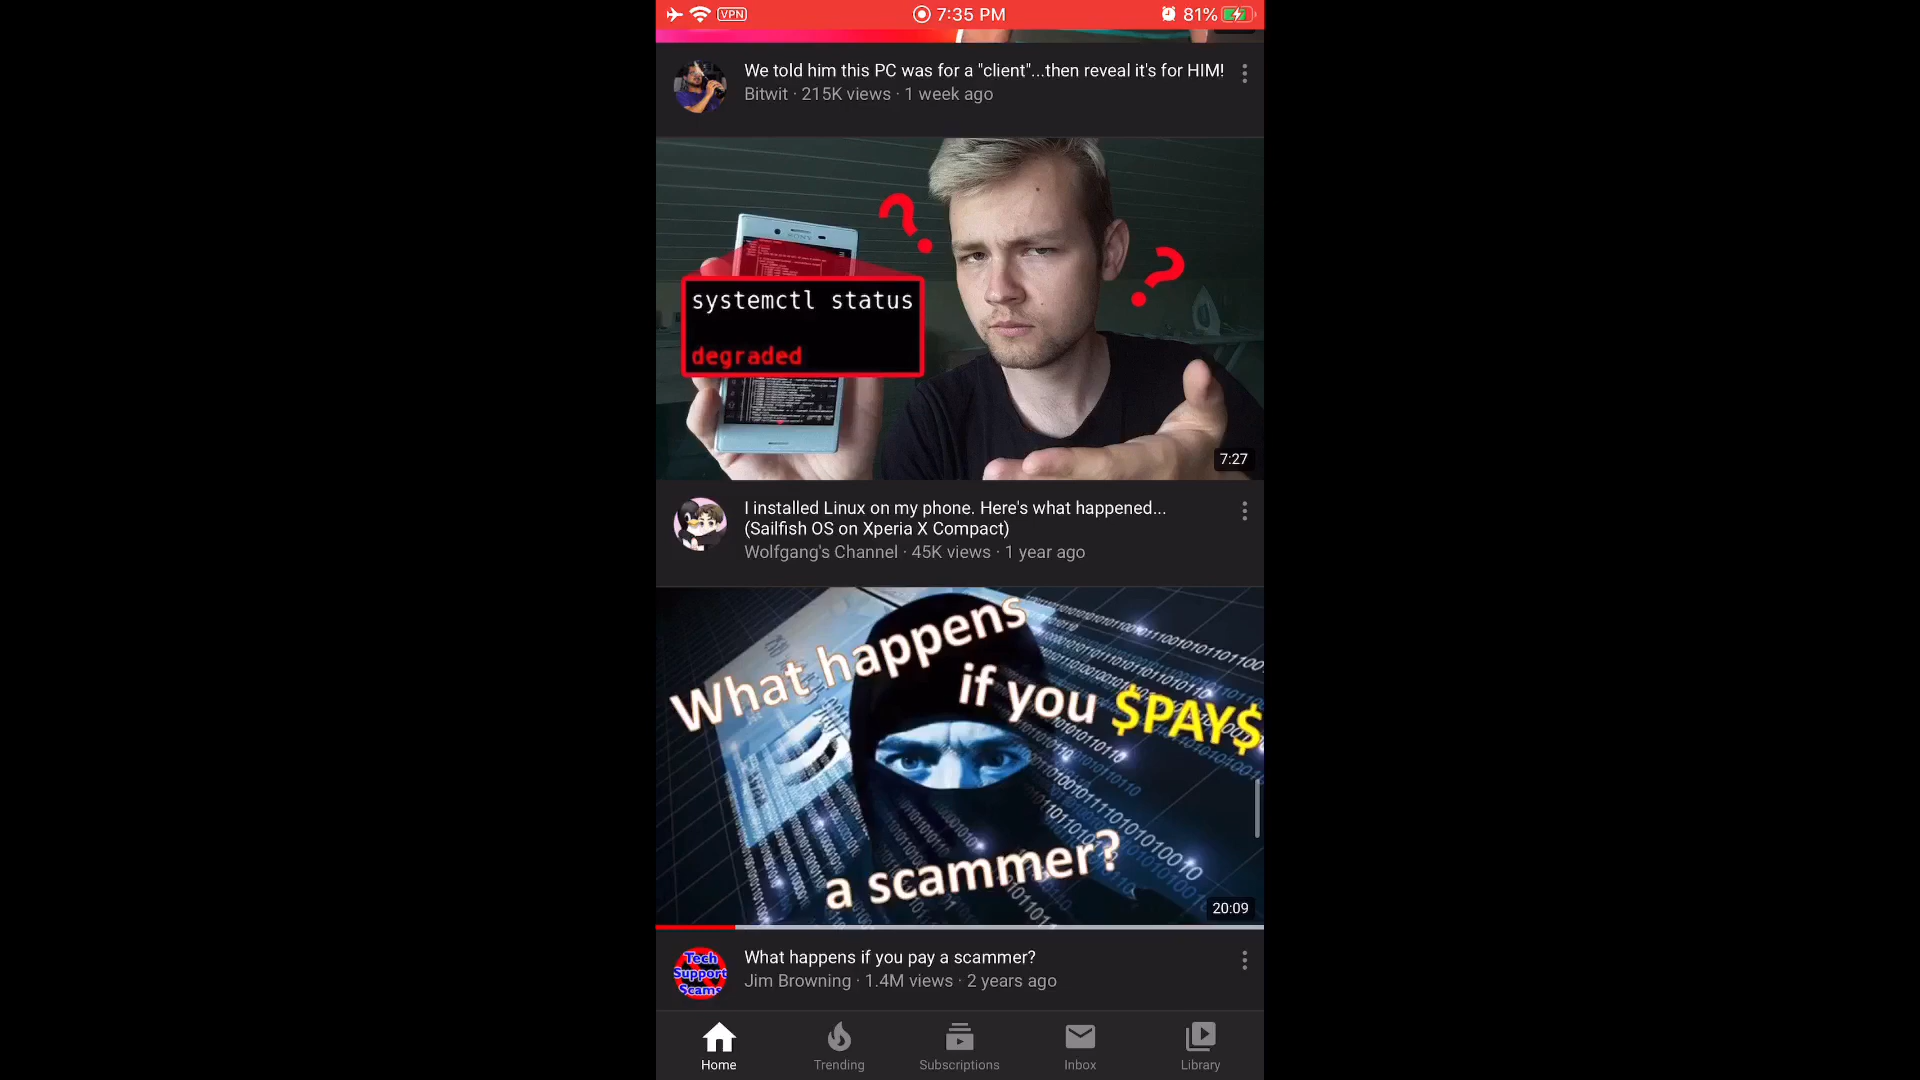 VPN 7:35 PM 81%
We told him this PC was for a "client"...then reveal it's for HIM!
Bitwit · 215K views · 1 week ago
SONY
? ?
systemctl status
degraded
7:27
I installed Linux on my phone. Here's what happened...
(Sailfish OS on Xperia X Compact)
Wolfgang's Channel · 45K views · 1 year ago
What happens
if you $PAY$
a scammer?
20:09
What happens if you pay a scammer?
Tech
Support
Scams
Jim Browning · 1.4M views · 2 years ago
Home Trending Subscriptions Inbox Library